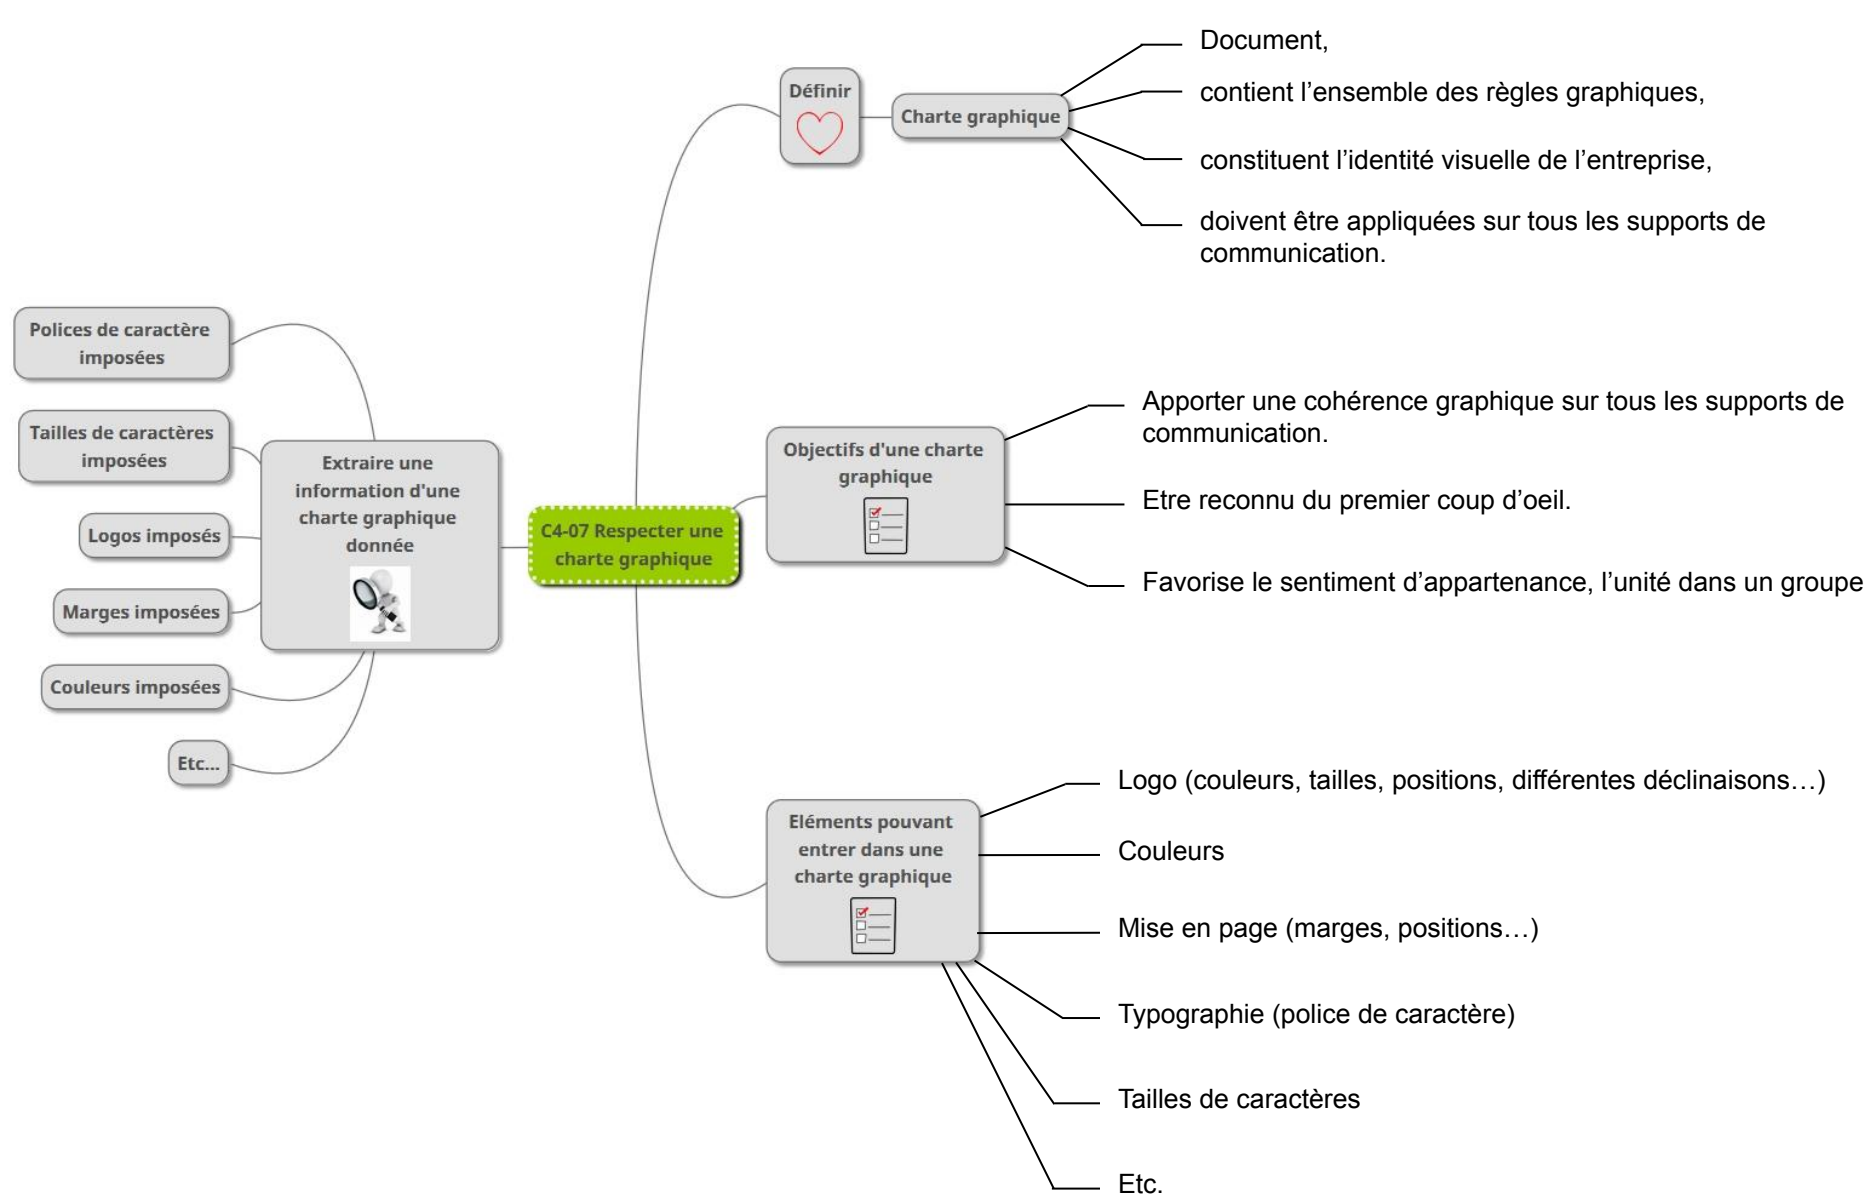 Définir
Charte graphique
Document,
contient l’ensemble des règles graphiques,
constituent l’identité visuelle de l’entreprise,
doivent être appliquées sur tous les supports de
communication.
Polices de caractère
imposées
Tailles de caractères
imposées
Logos imposés
Marges imposées
Couleurs imposées
Etc...
Extraire une
information d'une
charte graphique
donnée
C4-07 Respecter une
charte graphique
Objectifs d'une charte
graphique
Apporter une cohérence graphique sur tous les supports de
communication.
Etre reconnu du premier coup d’oeil.
Favorise le sentiment d’appartenance, l’unité dans un groupe
Eléments pouvant
entrer dans une
charte graphique
Logo (couleurs, tailles, positions, différentes déclinaisons…)
Couleurs
Mise en page (marges, positions…)
Typographie (police de caractère)
Tailles de caractères
Etc.